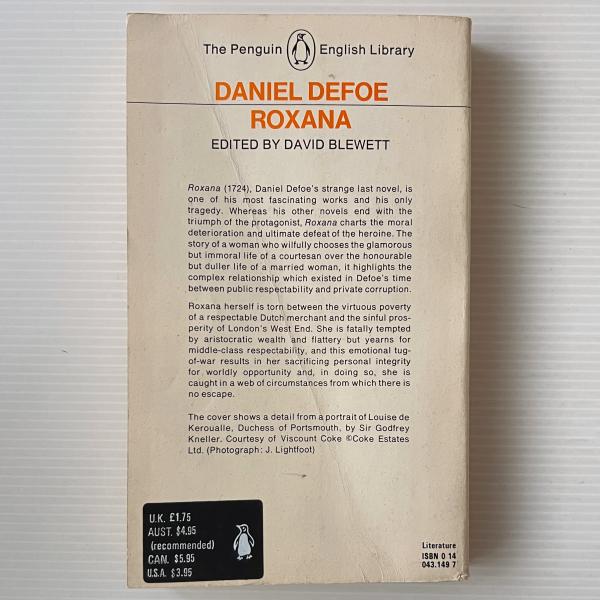 The Penguin English Library
DANIEL DEFOE
ROXANA
EDITED BY DAVID BLEWETT
Roxana (1724), Daniel Defoe's strange last novel, is
one of his most fascinating works and his only
tragedy. Whereas his other novels end with the
triumph of the protagonist, Roxana charts the moral
deterioration and ultimate defeat of the heroine. The
story of a woman who wilfully chooses the glamorous
but immoral life of a courtesan over the honourable
but duller life of a married woman, it highlights the
complex relationship which existed in Defoe's time
between public respectability and private corruption.
Roxana herself is torn between the virtuous poverty
of a respectable Dutch merchant and the sinful pros-
perity of London's West End. She is fatally tempted
by aristocratic wealth and flattery but yearns for
middle-class respectability, and this emotional tug-
of-war results in her sacrificing personal integrity
for worldly opportunity and, in doing so, she is
caught in a web of circumstances from which there is
no escape.
The cover shows a detail from a portrait of Louise de
Keroualle, Duchess of Portsmouth, by Sir Godfrey
Kneller. Courtesy of Viscount Coke ©Coke Estates
Ltd. (Photograph: J. Lightfoot)
U.K. £1.75
AUST. $4.95
(recommended)
CAN. $5.95
U.S.A. $3.95
Literature
ISBN 0 14
043.149 7